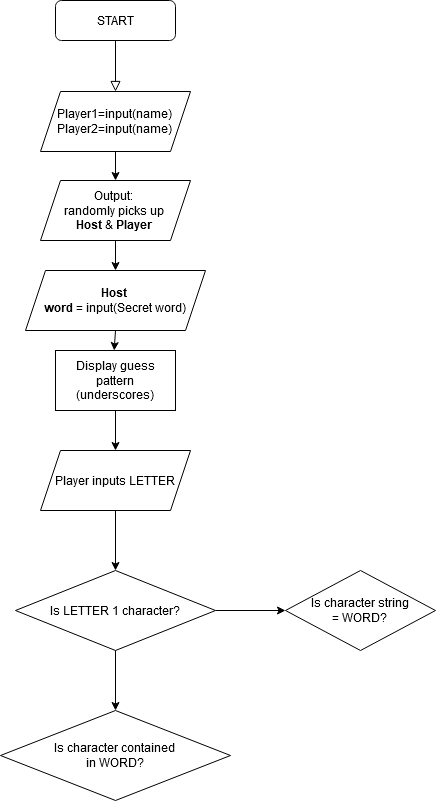 START
Player1=input(name)
Player2=input(name)
Output:
randomly picks up
Host & Player
Host
word = input(Secret word)
Display guess
pattern
(underscores)
Player inputs LETTER
Is LETTER 1 character?
Is character string
= WORD?
Is character contained
in WORD?